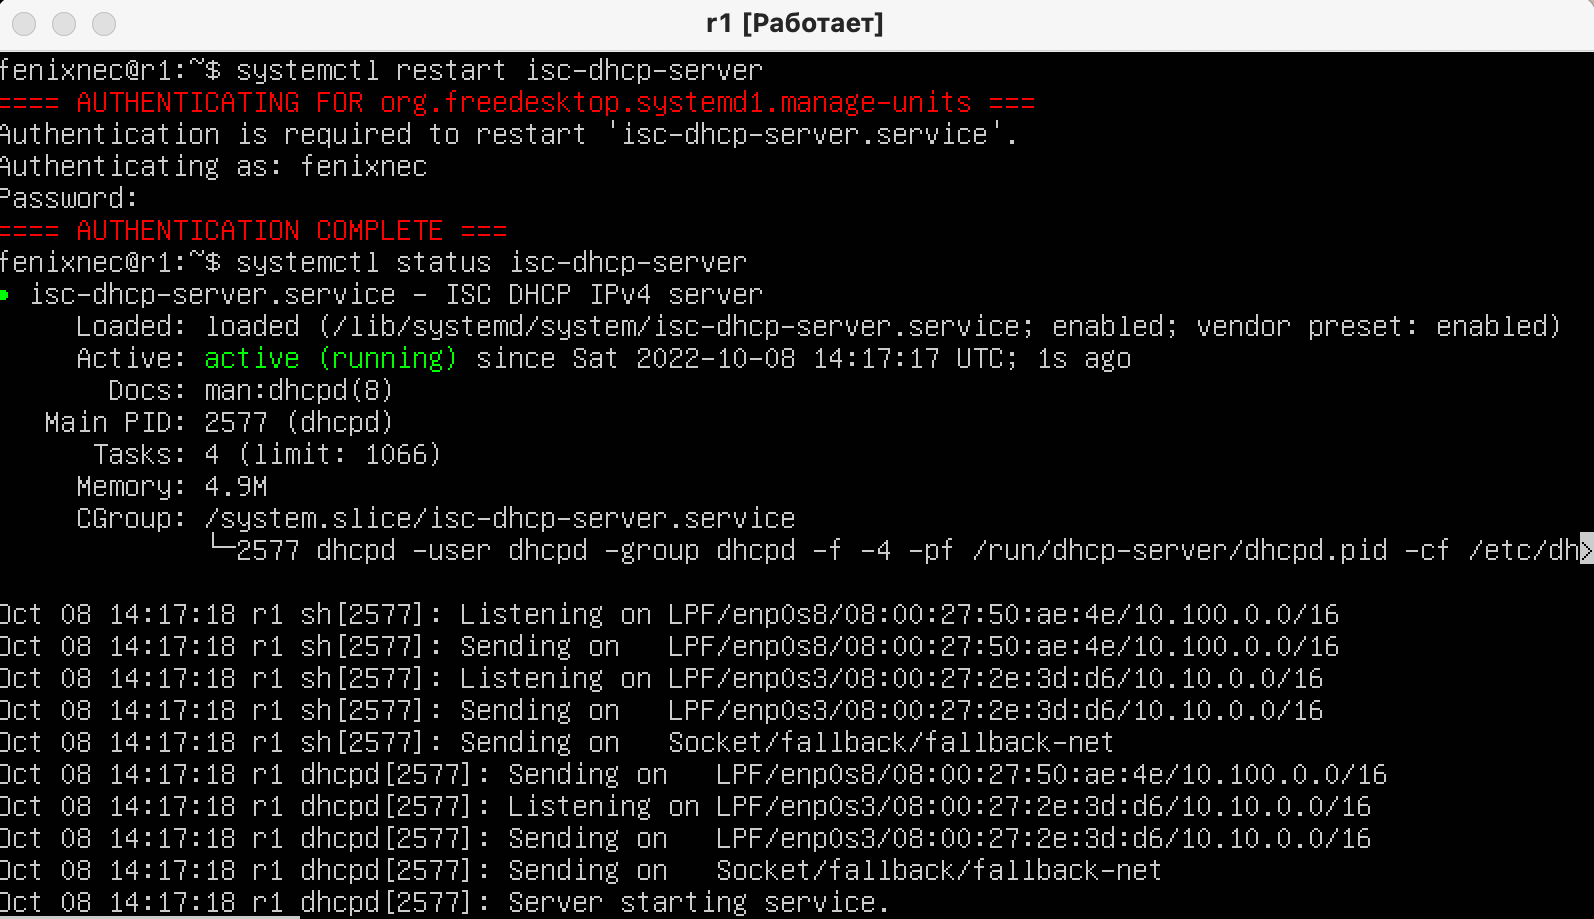 r1 [Работает]
fenixnec@r1:~$ systemctl restart isc-dhcp-server
==== AUTHENTICATING FOR org.freedesktop.systemd1.manage-units ===
Authentication is required to restart 'isc-dhcp-server.service'.
Authenticating as: fenixnec
Password:
==== AUTHENTICATION COMPLETE ===
fenixnec@r1:~$ systemctl status isc-dhcp-server
● isc-dhcp-server.service - ISC DHCP IPv4 server
     Loaded: loaded (/lib/systemd/system/isc-dhcp-server.service; enabled; vendor preset: enabled)
     Active: active (running) since Sat 2022-10-08 14:17:17 UTC; 1s ago
       Docs: man:dhcpd(8)
   Main PID: 2577 (dhcpd)
      Tasks: 4 (limit: 1066)
     Memory: 4.9M
     CGroup: /system.slice/isc-dhcp-server.service
             └─2577 dhcpd -user dhcpd -group dhcpd -f -4 -pf /run/dhcp-server/dhcpd.pid -cf /etc/dh>
Oct 08 14:17:18 r1 sh[2577]: Listening on LPF/enp0s8/08:00:27:50:ae:4e/10.100.0.0/16
Oct 08 14:17:18 r1 sh[2577]: Sending on   LPF/enp0s8/08:00:27:50:ae:4e/10.100.0.0/16
Oct 08 14:17:18 r1 sh[2577]: Listening on LPF/enp0s3/08:00:27:2e:3d:d6/10.10.0.0/16
Oct 08 14:17:18 r1 sh[2577]: Sending on   LPF/enp0s3/08:00:27:2e:3d:d6/10.10.0.0/16
Oct 08 14:17:18 r1 sh[2577]: Sending on   Socket/fallback/fallback-net
Oct 08 14:17:18 r1 dhcpd[2577]: Sending on   LPF/enp0s8/08:00:27:50:ae:4e/10.100.0.0/16
Oct 08 14:17:18 r1 dhcpd[2577]: Listening on LPF/enp0s3/08:00:27:2e:3d:d6/10.10.0.0/16
Oct 08 14:17:18 r1 dhcpd[2577]: Sending on   LPF/enp0s3/08:00:27:2e:3d:d6/10.10.0.0/16
Oct 08 14:17:18 r1 dhcpd[2577]: Sending on   Socket/fallback/fallback-net
Oct 08 14:17:18 r1 dhcpd[2577]: Server starting service.